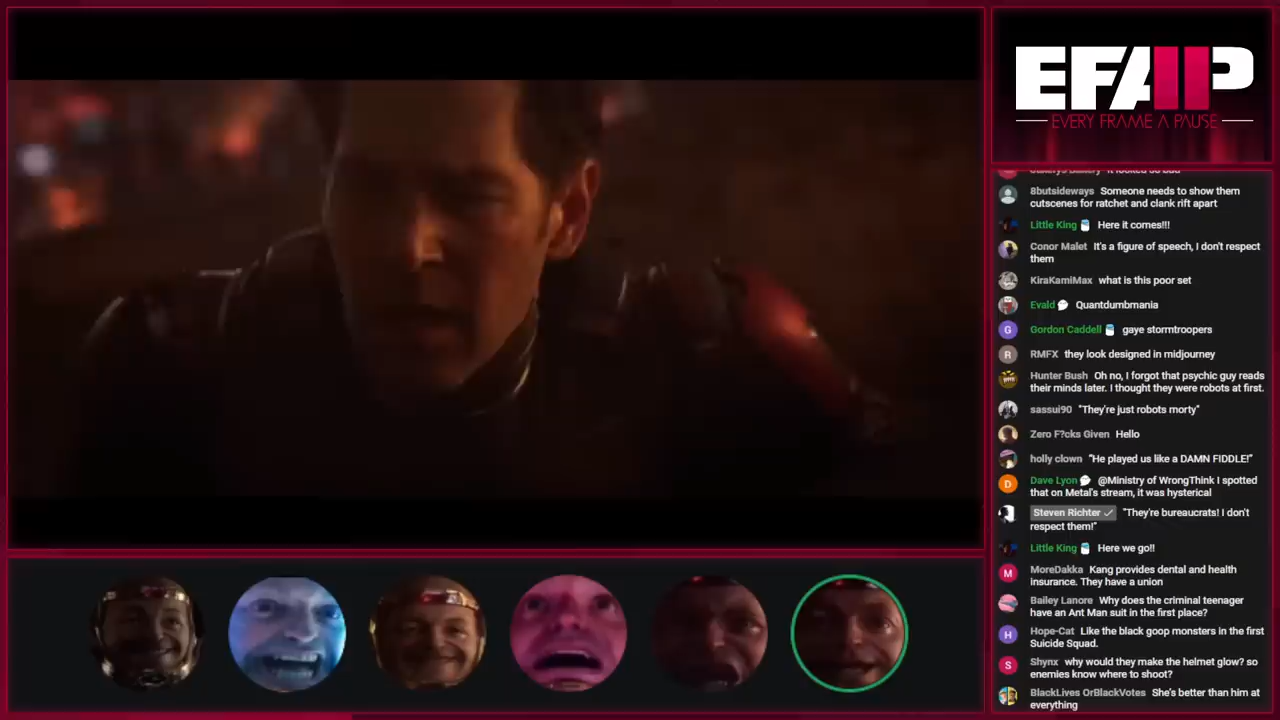 EFAP
EVERY FRAME A PAUSE
it looked so bad
8butsideways Someone needs to show them
cutscenes for ratchet and clank rift apart
Little King Here it comes!!!
Conor Malet It's a figure of speech, I don't respect
them
KiraKamiMax what is this poor set
Evald Quantdumbmania
G
Gordon Caddell gaye stormtroopers
R
RMFX they look designed in midjourney
Hunter Bush Oh no, I forgot that psychic guy reads
their minds later. I thought they were robots at first.
sassui90 "They're just robots morty"
Zero F?cks Given Hello
holly clown "He played us like a DAMN FIDDLE!"
D
Dave Lyon @Ministry of WrongThink I spotted
that on Metal's stream, it was hysterical
Steven Richter "They're bureaucrats! I don't
respect them!"
Little King Here we go!!
M
MoreDakka Kang provides dental and health
insurance. They have a union
Bailey Lanore Why does the criminal teenager
have an Ant Man suit in the first place?
H
Hope-Cat Like the black goop monsters in the first
Suicide Squad.
S
Shynx why would they make the helmet glow? so
enemies know where to shoot?
BlackLives OrBlackVotes She's better than him at
everything